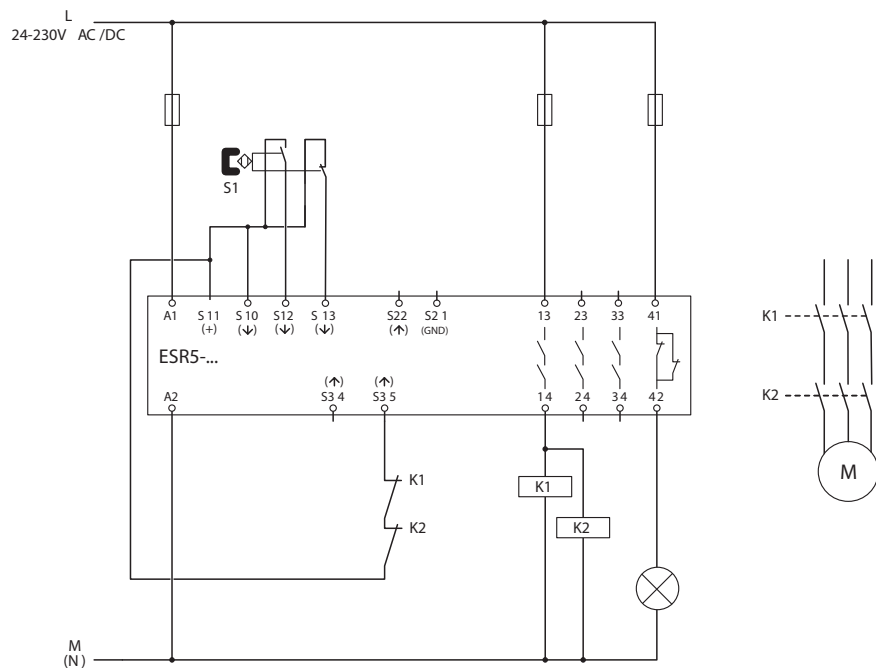 L
24-230V AC /DC
S1
A1 S 11 S 10 S12 S 13 S22 S2 1 13 23 33 41
(+) (↓) (↓) (↓) (↑) (GND)
ESR5-...
(↑) (↑)
A2 S3 4 S3 5 14 24 34 42
K1
K2
K1
K2
K1
K2
M
M
(N)